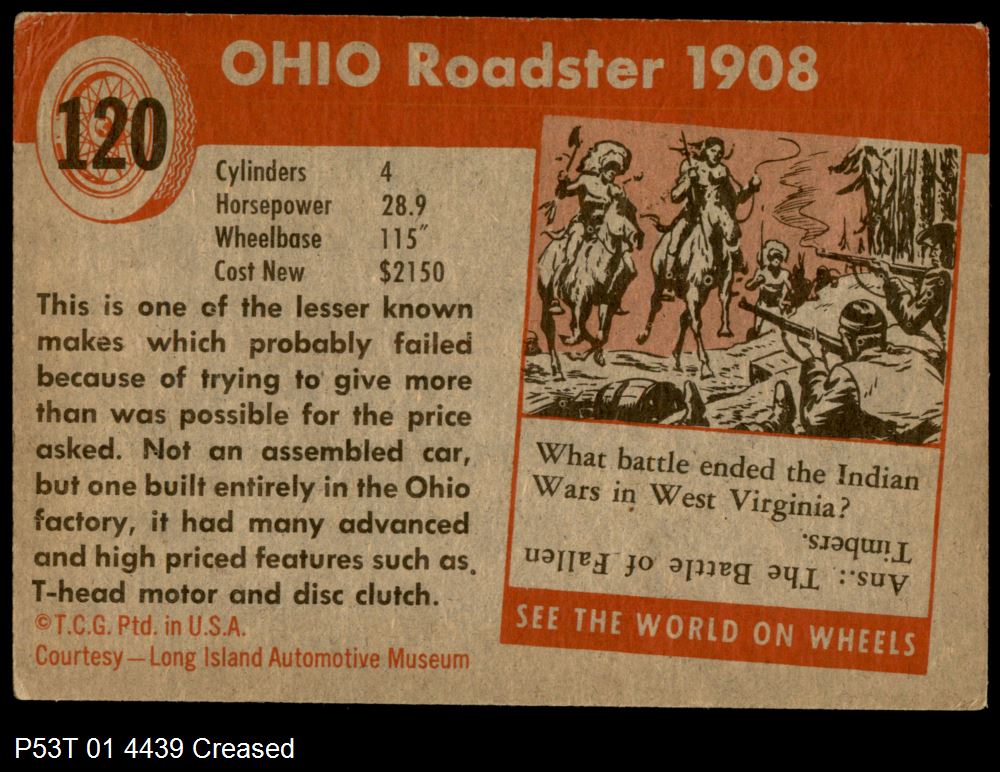 OHIO Roadster 1908
120
Cylinders 4
Horsepower 28.9
Wheelbase 115″
Cost New $2150
This is one of the lesser known
makes which probably failed
because of trying to give more
than was possible for the price
asked. Not an assembled car,
but one built entirely in the Ohio
factory, it had many advanced
and high priced features such as
T-head motor and disc clutch.
©T.C.G. Ptd. in U.S.A.
Courtesy—Long Island Automotive Museum
What battle ended the Indian
Wars in West Virginia?
Ans.: The Battle of Fallen
Timbers.
SEE THE WORLD ON WHEELS
P53T 01 4439 Creased